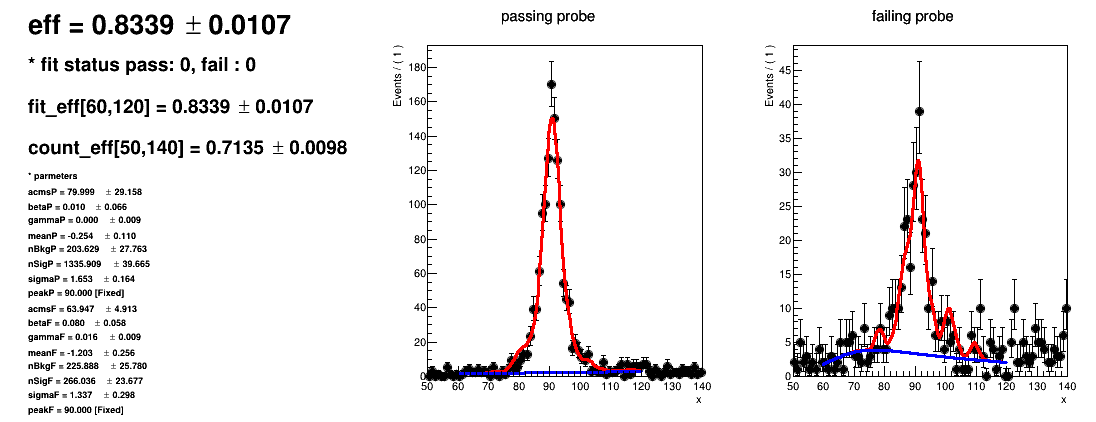 eff = 0.8339 ± 0.0107
* fit status pass: 0, fail : 0
fit_eff[60,120] = 0.8339 ± 0.0107
count_eff[50,140] = 0.7135 ± 0.0098
* parmeters
acmsP = 79.999 ± 29.158
betaP = 0.010 ± 0.066
gammaP = 0.000 ± 0.009
meanP = -0.254 ± 0.110
nBkgP = 203.629 ± 27.763
nSigP = 1335.909 ± 39.665
sigmaP = 1.653 ± 0.164
peakP = 90.000 [Fixed]
acmsF = 63.947 ± 4.913
betaF = 0.080 ± 0.058
gammaF = 0.016 ± 0.009
meanF = -1.203 ± 0.256
nBkgF = 225.888 ± 25.780
nSigF = 266.036 ± 23.677
sigmaF = 1.337 ± 0.298
peakF = 90.000 [Fixed]
passing probe
Events / ( 1 )
180
160
140
120
100
80
60
40
20
0
50 60 70 80 90 100 110 120 130 140
x
failing probe
Events / ( 1 )
45
40
35
30
25
20
15
10
5
0
50 60 70 80 90 100 110 120 130 140
x